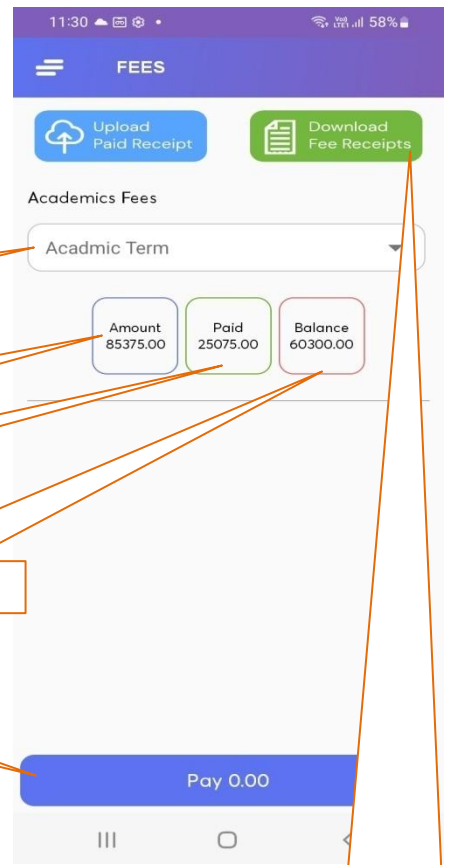 11:30 58%
FEES
Upload
Paid Receipt
Download
Fee Receipts
Academics Fees
Acadmic Term
Amount
85375.00
Paid
25075.00
Balance
60300.00
Pay 0.00